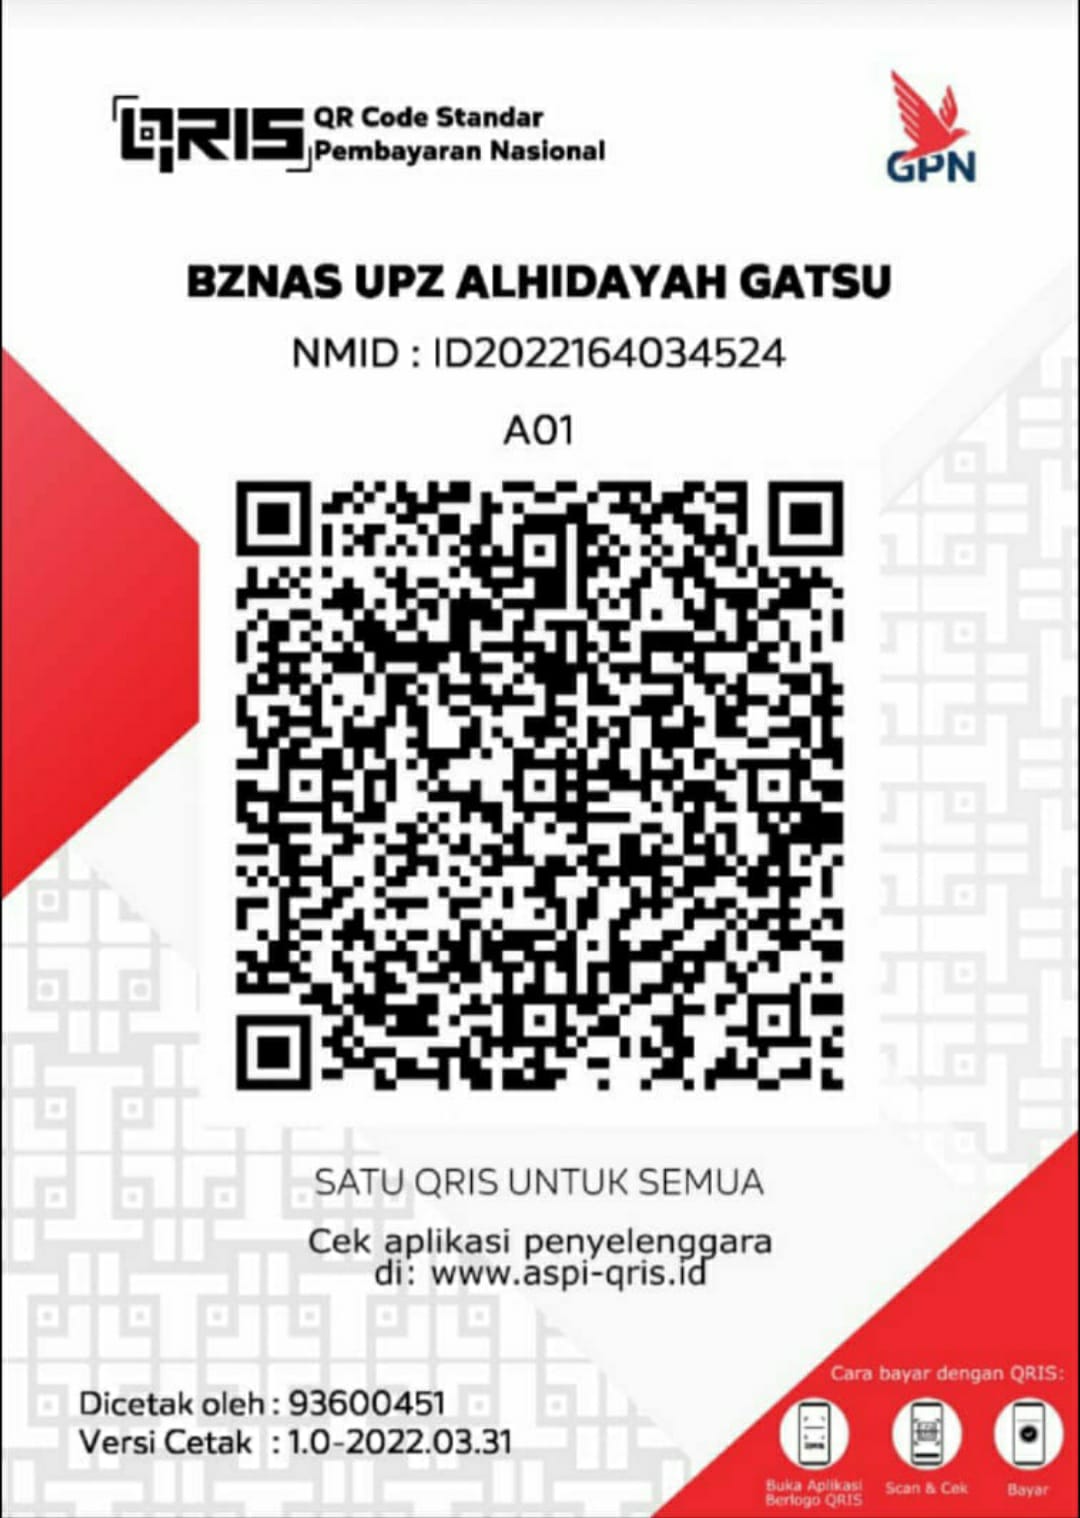 QRIS QR Code Standar
Pembayaran Nasional
GPN
BZNAS UPZ ALHIDAYAH GATSU
NMID : ID2022164034524
A01
SATU QRIS UNTUK SEMUA
Cek aplikasi penyelenggara
di: www.aspi-qris.id
Dicetak oleh : 93600451
Versi Cetak : 1.0-2022.03.31
Cara bayar dengan QRIS:
Buka Aplikasi
Berlogo QRIS
Scan & Cek
Bayar